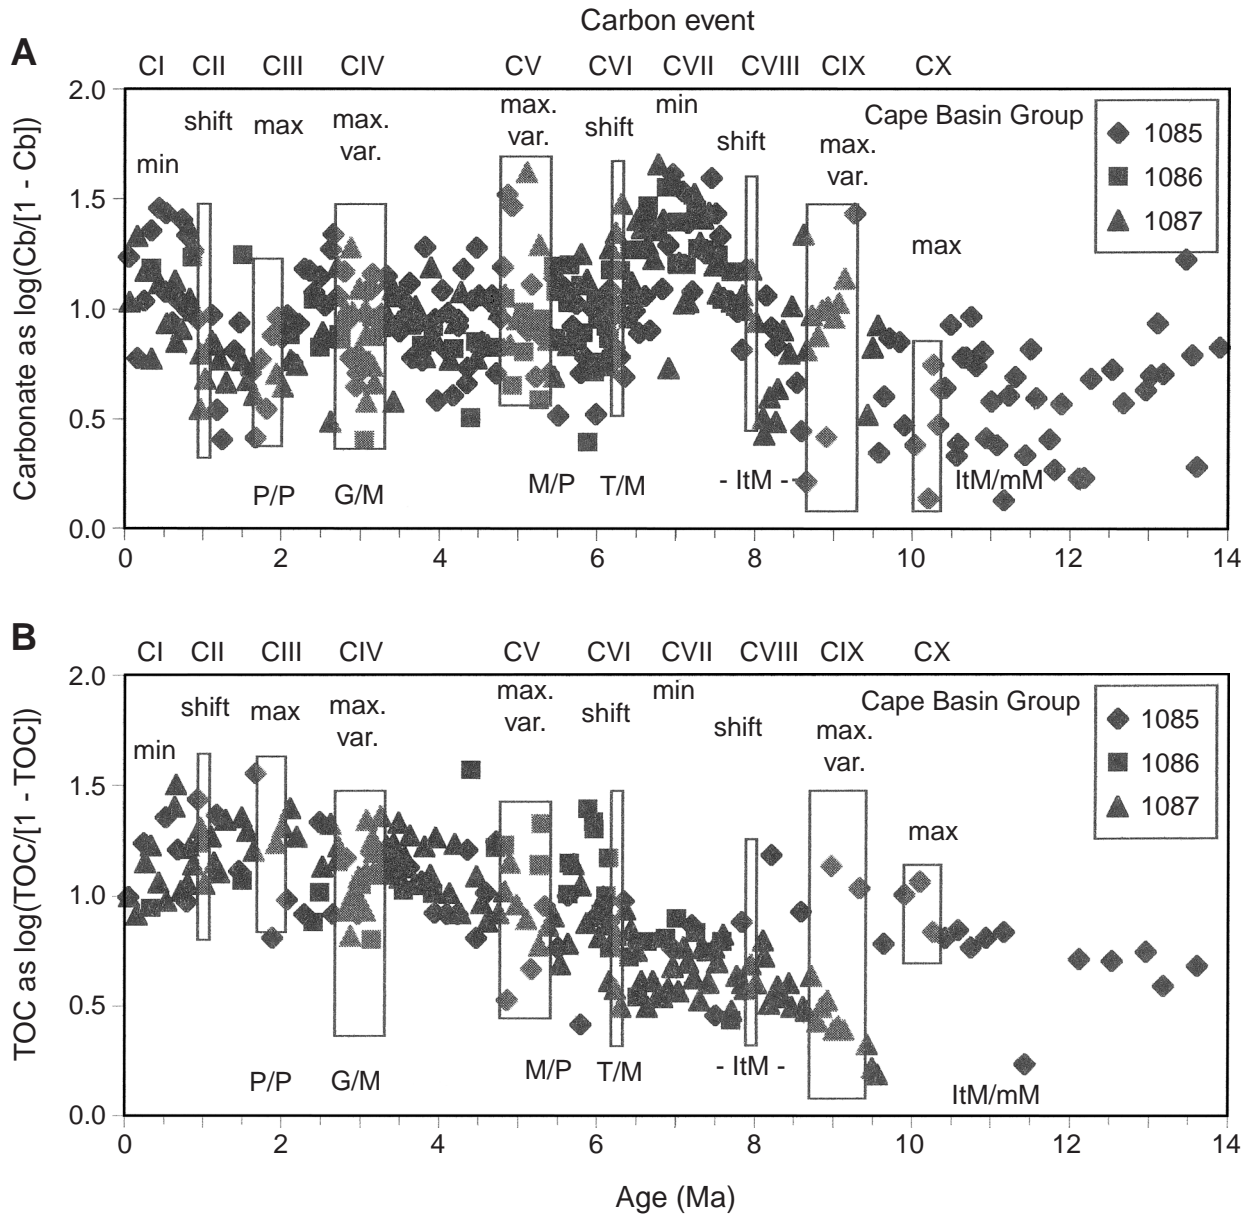 Carbon event
A
CI CII CIII CIV CV CVI CVII CVIII CIX CX
2.0
1.5
1.0
0.5
0.0
Carbonate as log(Cb/[1 - Cb])
min
shift
max
max.
var.
max.
var.
shift
min
shift
max.
var.
max
Cape Basin Group
1085
1086
1087
P/P G/M M/P T/M - ItM - ItM/mM
0 2 4 6 8 10 12 14
B
CI CII CIII CIV CV CVI CVII CVIII CIX CX
2.0
1.5
1.0
0.5
0.0
TOC as log(TOC/[1 - TOC])
min
shift
max
max.
var.
max.
var.
shift
min
shift
max.
var.
max
Cape Basin Group
1085
1086
1087
P/P G/M M/P T/M - ItM - ItM/mM
0 2 4 6 8 10 12 14
Age (Ma)